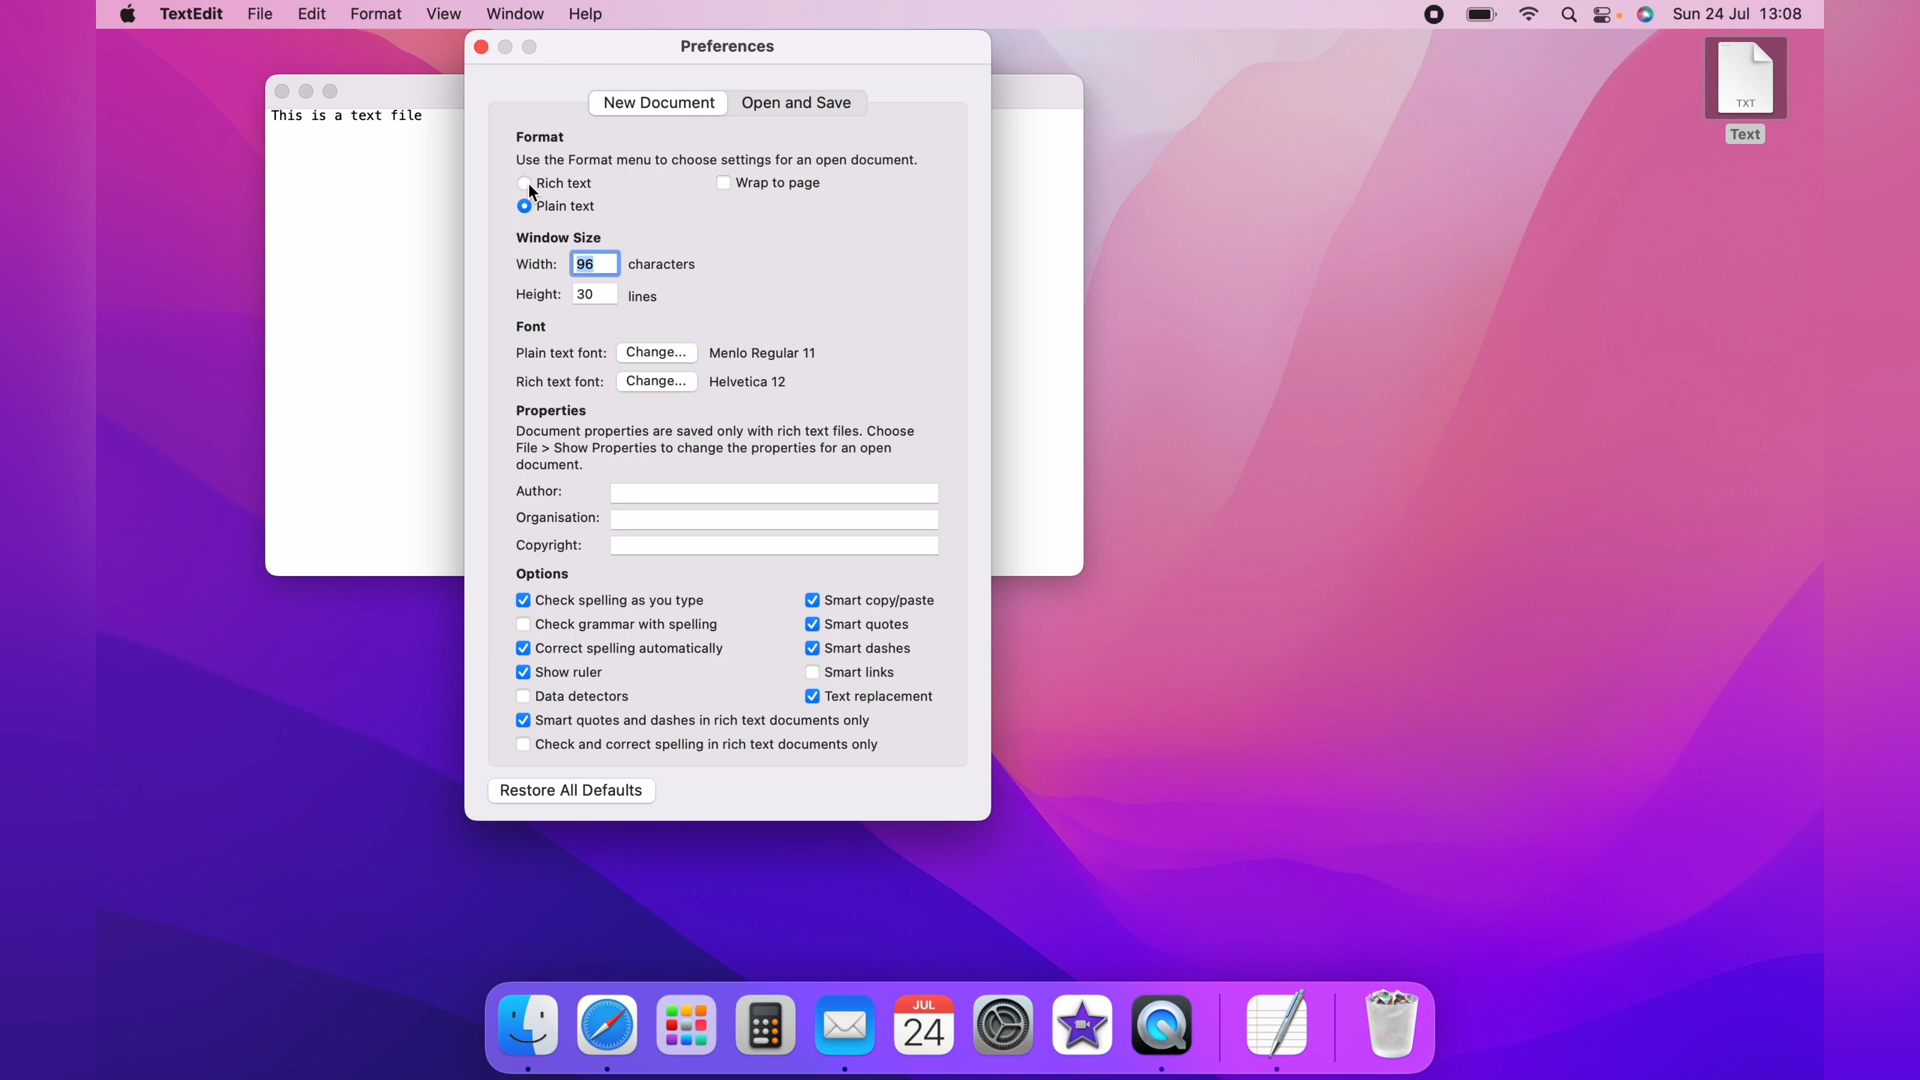 TextEdit File Edit Format View Window Help Sun 24 Jul 13:08
Preferences
This is a text file
TXT
Text
New Document Open and Save
Format
Use the Format menu to choose settings for an open document.
Rich text Wrap to page
Plain text
Window Size
Width: 96 characters
Height: 30 lines
Font
Plain text font: Change... Menlo Regular 11
Rich text font: Change... Helvetica 12
Properties
Document properties are saved only with rich text files. Choose
File > Show Properties to change the properties for an open
document.
Author:
Organisation:
Copyright:
Options
Check spelling as you type Smart copy/paste
Check grammar with spelling Smart quotes
Correct spelling automatically Smart dashes
Show ruler Smart links
Data detectors Text replacement
Smart quotes and dashes in rich text documents only
Check and correct spelling in rich text documents only
Restore All Defaults
JUL
24